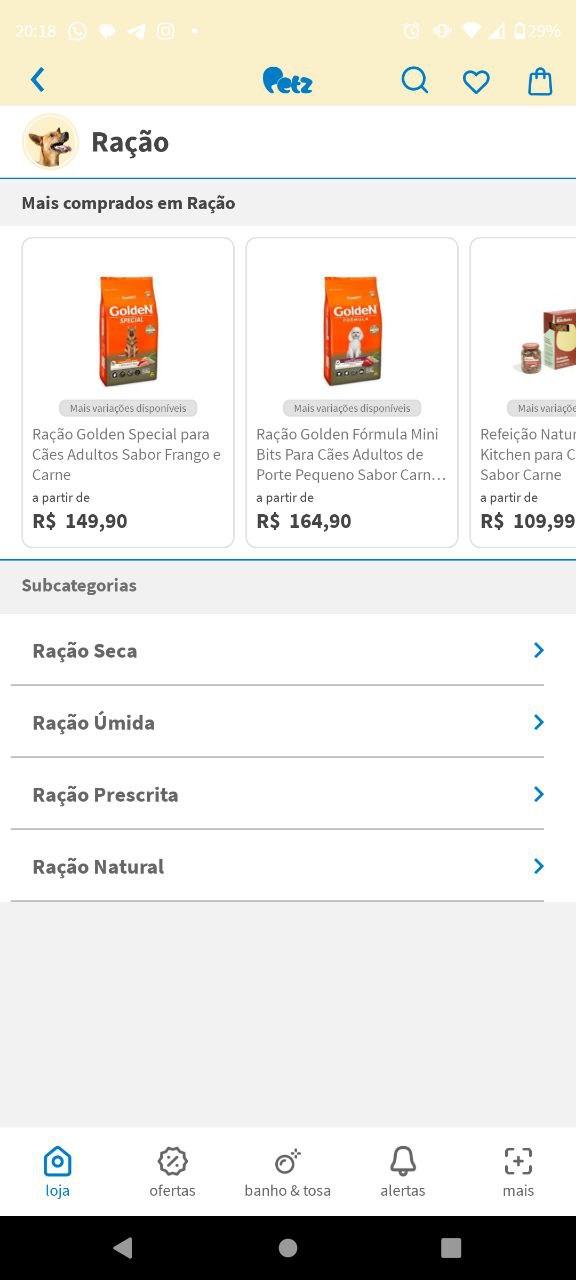 20:18
29%
Petz
Ração
Mais comprados em Ração
GoldeN
SPECIAL
Mais variações disponíveis
Ração Golden Special para
Cães Adultos Sabor Frango e
Carne
a partir de
R$ 149,90
GoldeN
FÓRMULA
Mais variações disponíveis
Ração Golden Fórmula Mini
Bits Para Cães Adultos de
Porte Pequeno Sabor Carn…
a partir de
R$ 164,90
Mais variaçõe
Refeição Natur
Kitchen para C
Sabor Carne
a partir de
R$ 109,99
Subcategorias
Ração Seca
Ração Úmida
Ração Prescrita
Ração Natural
loja
ofertas
banho & tosa
alertas
mais